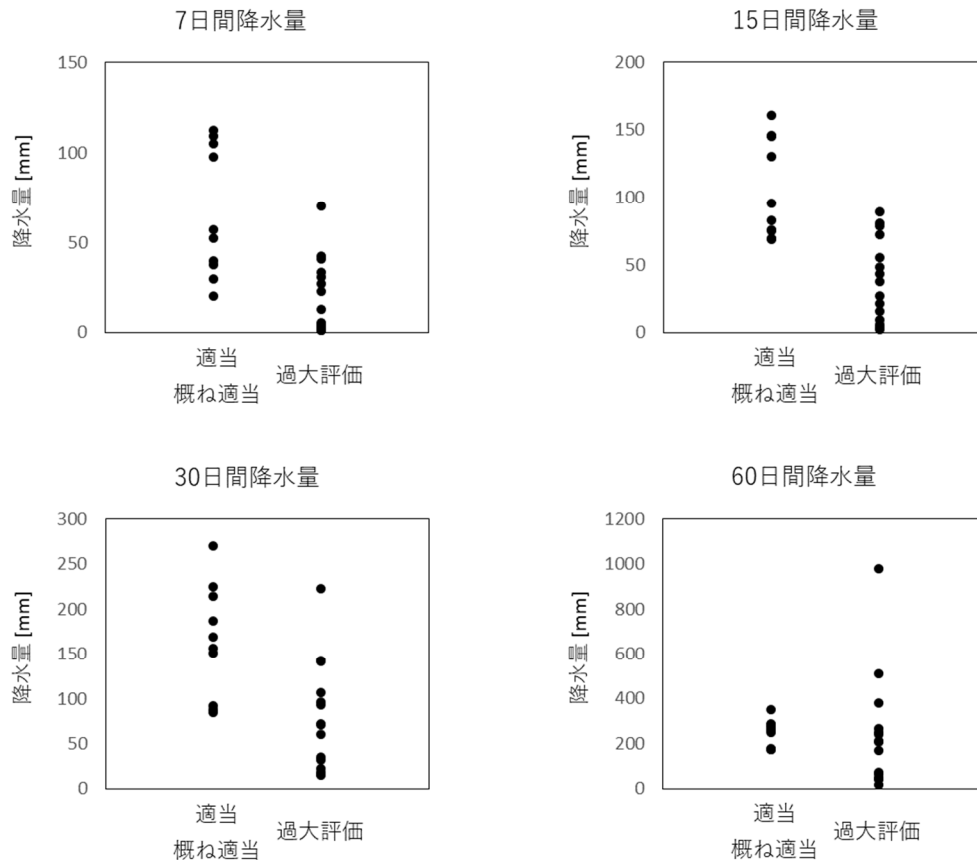 7日間降水量
150
100
50
0
降水量 [mm]
適当
概ね適当
過大評価
15日間降水量
200
150
100
50
0
降水量 [mm]
適当
概ね適当
過大評価
30日間降水量
300
250
200
150
100
50
0
降水量 [mm]
適当
概ね適当
過大評価
60日間降水量
1200
1000
800
600
400
200
0
降水量 [mm]
適当
概ね適当
過大評価